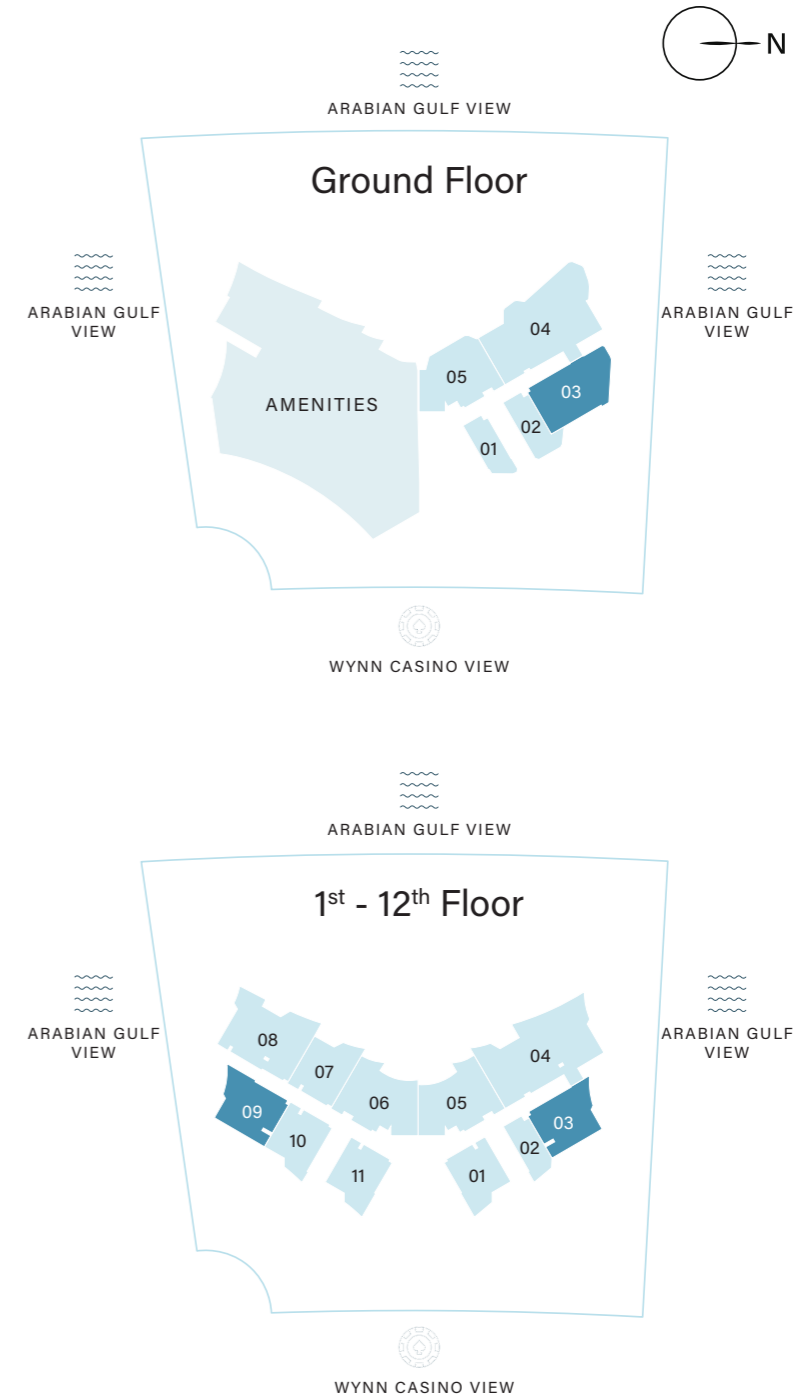 N
ARABIAN GULF VIEW
Ground Floor
ARABIAN GULF
VIEW
ARABIAN GULF
VIEW
04
05
03
AMENITIES
02
01
WYNN CASINO VIEW
ARABIAN GULF VIEW
1st - 12th Floor
ARABIAN GULF
VIEW
ARABIAN GULF
VIEW
08
04
07
06
05
09
03
10
02
11
01
WYNN CASINO VIEW